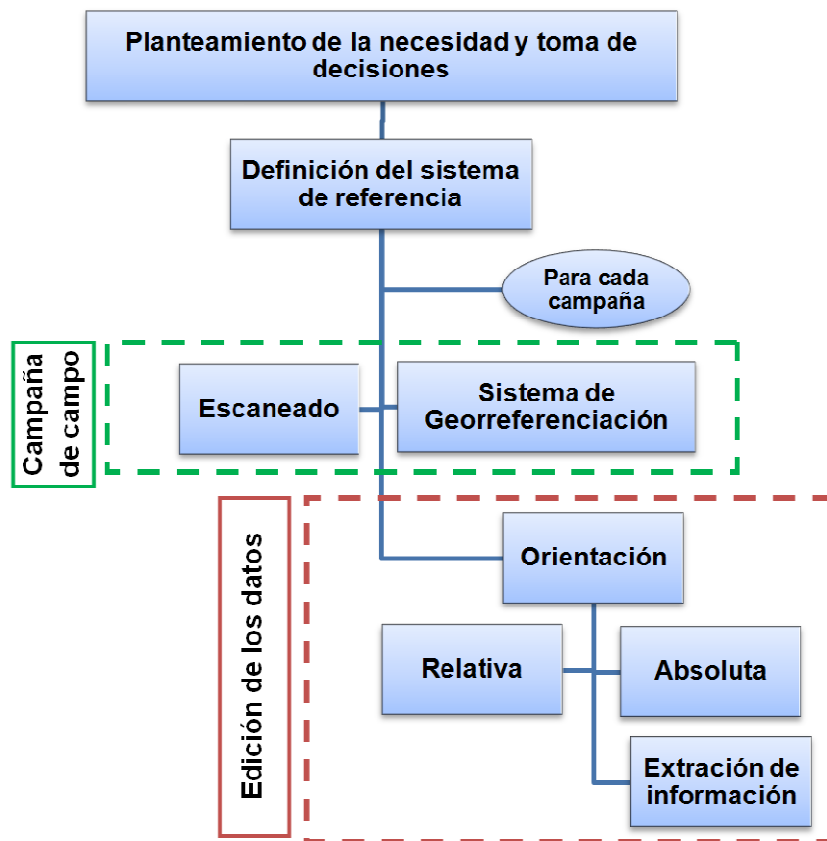 Planteamiento de la necesidad y toma de
decisiones
Definición del sistema
de referencia
Para cada
campaña
Campaña
de campo
Escaneado
Sistema de
Georreferenciación
Edición de los datos
Orientación
Relativa
Absoluta
Extracción de
información